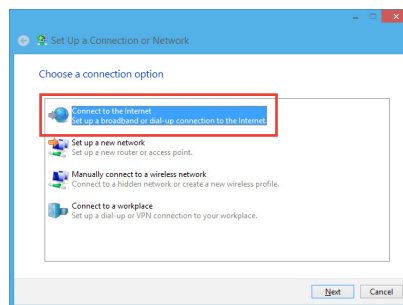 Set Up a Connection or Network
Choose a connection option
Connect to the Internet
Set up a broadband or dial-up connection to the Internet.
Set up a new network
Set up a new router or access point.
Manually connect to a wireless network
Connect to a hidden network or create a new wireless profile.
Connect to a workplace
Set up a dial-up or VPN connection to your workplace.
Next Cancel